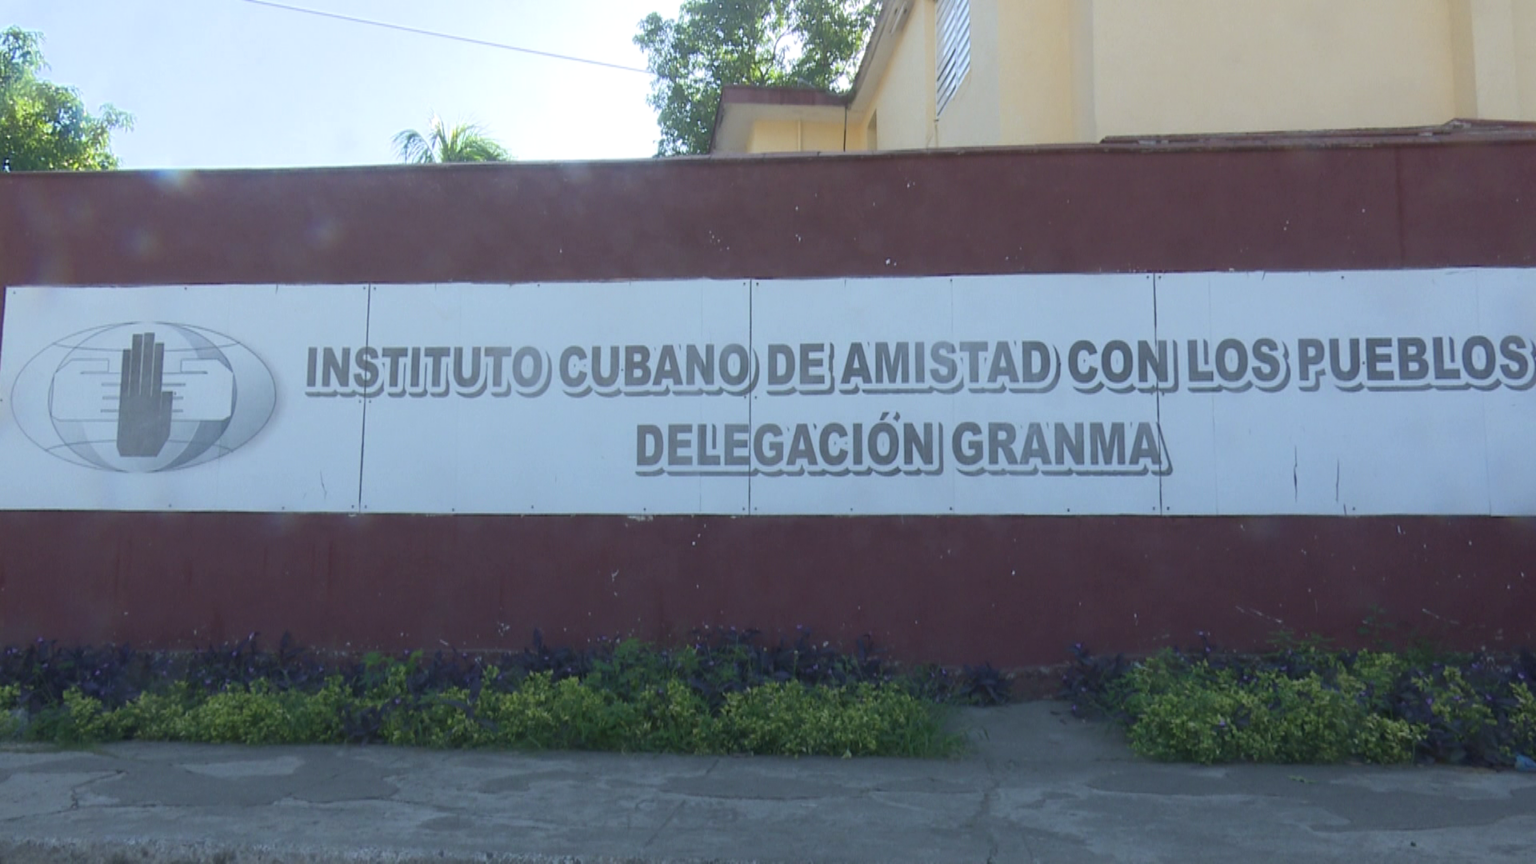 INSTITUTO CUBANO DE AMISTAD CON LOS PUEBLOS
DELEGACIÓN GRANMA